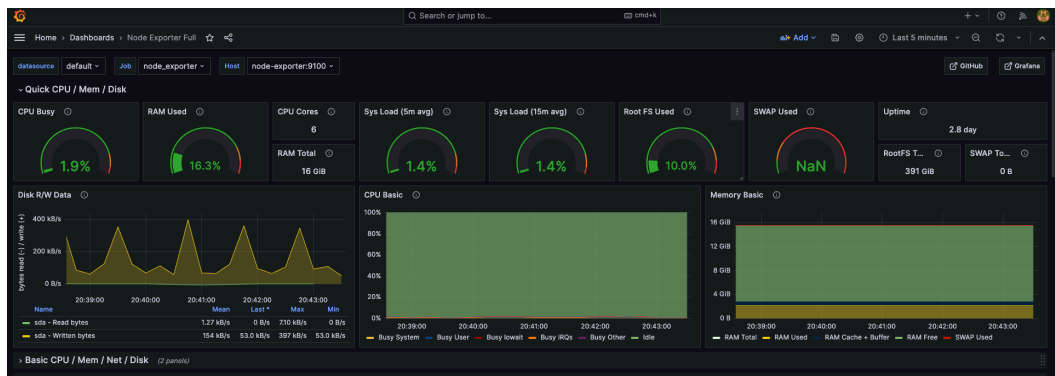 Search or jump to... cmd+k
Home › Dashboards › Node Exporter Full Add Last 5 minutes
datasource default Job node_exporter Host node-exporter:9100 GitHub Grafana
Quick CPU / Mem / Disk
CPU Busy
1.9%
RAM Used
16.3%
CPU Cores
6
RAM Total
16 GiB
Sys Load (5m avg)
1.4%
Sys Load (15m avg)
1.4%
Root FS Used
10.0%
SWAP Used
NaN
Uptime
2.8 day
RootFS T...
391 GiB
SWAP To...
0 B
Disk R/W Data
bytes read (-) / write (+)
400 kB/s
200 kB/s
0 B/s
20:39:00 20:40:00 20:41:00 20:42:00 20:43:00
Name Mean Last * Max Min
sda - Read bytes 1.27 kB/s 0 B/s 7.10 kB/s 0 B/s
sda - Written bytes 154 kB/s 53.0 kB/s 397 kB/s 53.0 kB/s
CPU Basic
100%
80%
60%
40%
20%
0%
20:39:00 20:40:00 20:41:00 20:42:00 20:43:00
Busy System Busy User Busy Iowait Busy IRQs Busy Other Idle
Memory Basic
16 GiB
12 GiB
8 GiB
4 GiB
0 B
20:39:00 20:40:00 20:41:00 20:42:00 20:43:00
RAM Total RAM Used RAM Cache + Buffer RAM Free SWAP Used
Basic CPU / Mem / Net / Disk (2 panels)